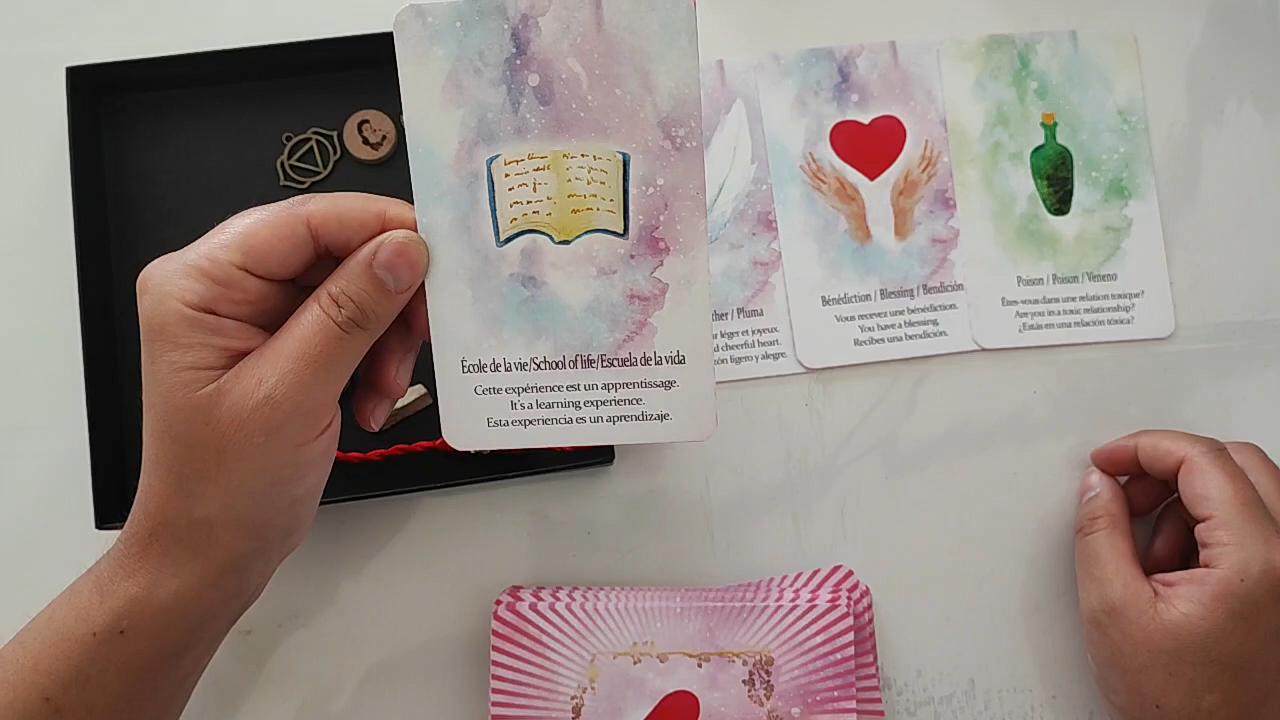 École de la vie/School of life/Escuela de la vida
Cette expérience est un apprentissage.
It's a learning experience.
Esta experiencia es un aprendizaje.
/ Pluma
léger et joyeux.
cheerful heart.
ligero y alegre.
Bénédiction / Blessing / Bendición
Vous recevez une bénédiction.
You have a blessing.
Recibes una bendición.
Poison / Poison / Veneno
Êtes-vous dans une relation toxique?
Are you in a toxic relationship?
¿Estás en una relación tóxica?